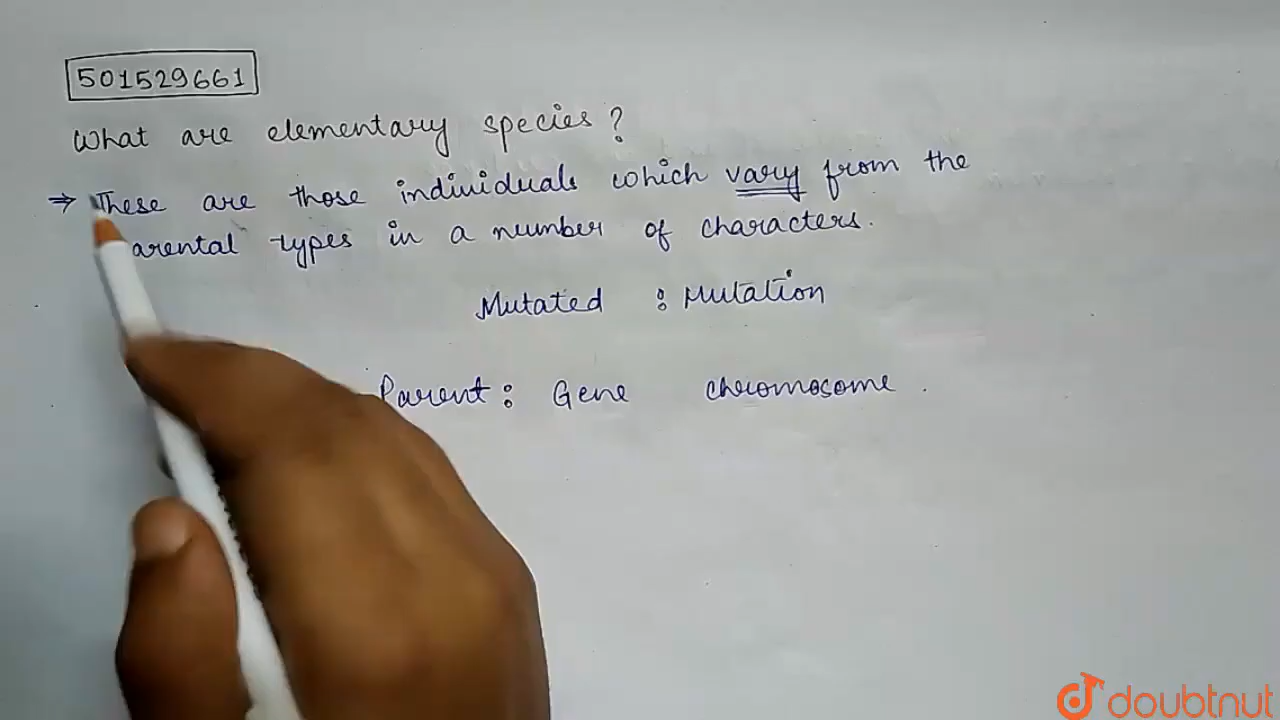 501529661
What are elementary species?
⇒ These are those individuals which vary from the
arental types in a number of characters.
Mutated : Mutation
Parent : Gene chromosome.
doubtnut